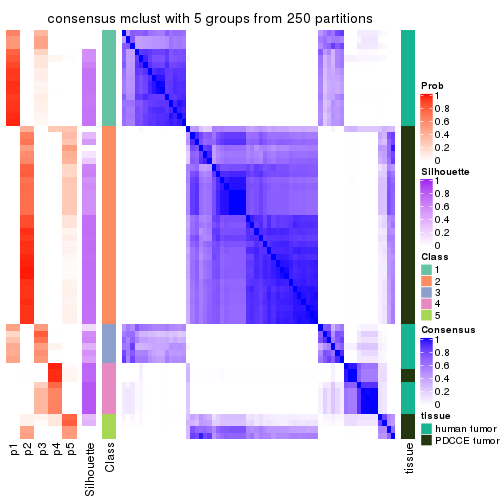 consensus mclust with 5 groups from 250 partitions
Prob
1
0.8
0.6
0.4
0.2
0
Silhouette
1
0.8
0.6
0.4
0.2
0
Class
1
2
3
4
5
Consensus
1
0.8
0.6
0.4
0.2
0
tissue
human tumor
PDCCE tumor
p1
p2
p3
p4
p5
Silhouette
Class
tissue